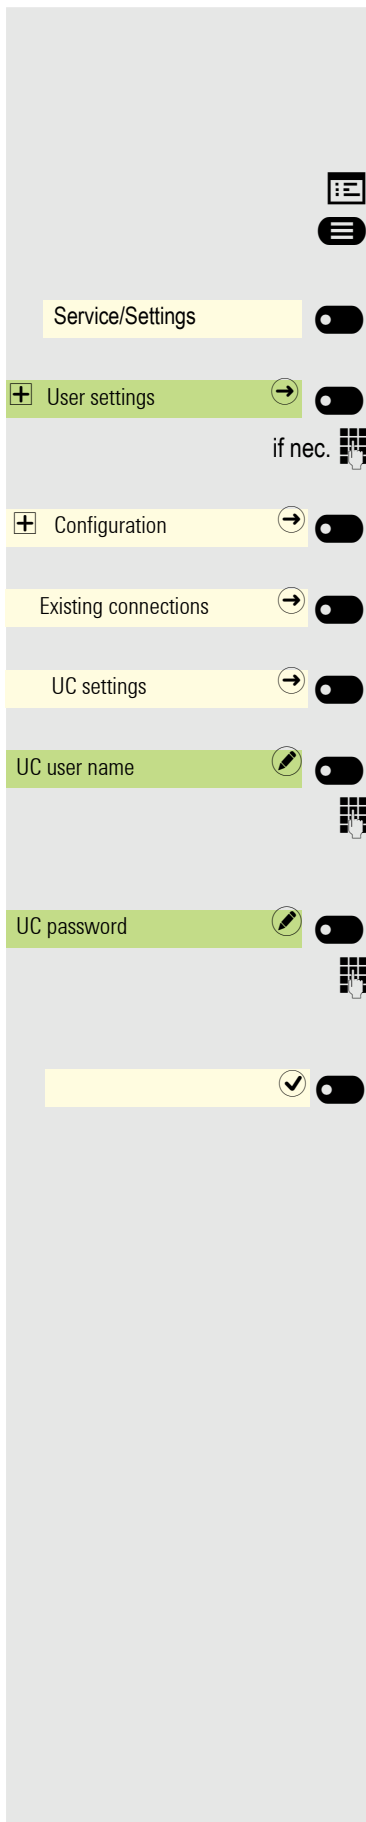 Service/Settings
User settings
if nec.
Configuration
Existing connections
UC settings
UC user name
UC password